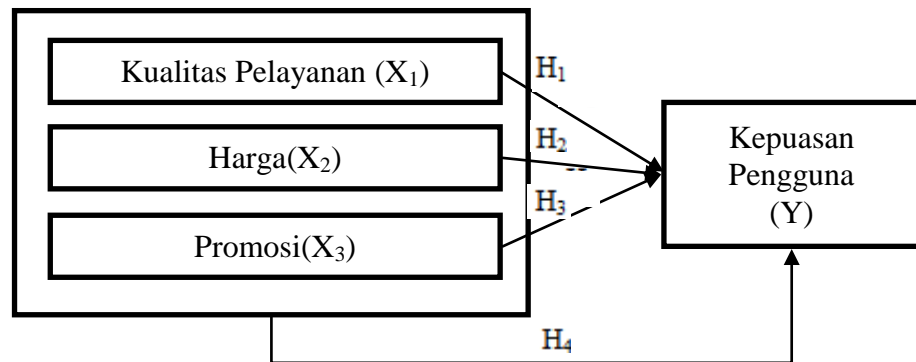 Kualitas Pelayanan (X₁)
H₁
Harga(X₂)
H₂
Promosi(X₃)
H₃
Kepuasan
Pengguna
(Y)
H₄